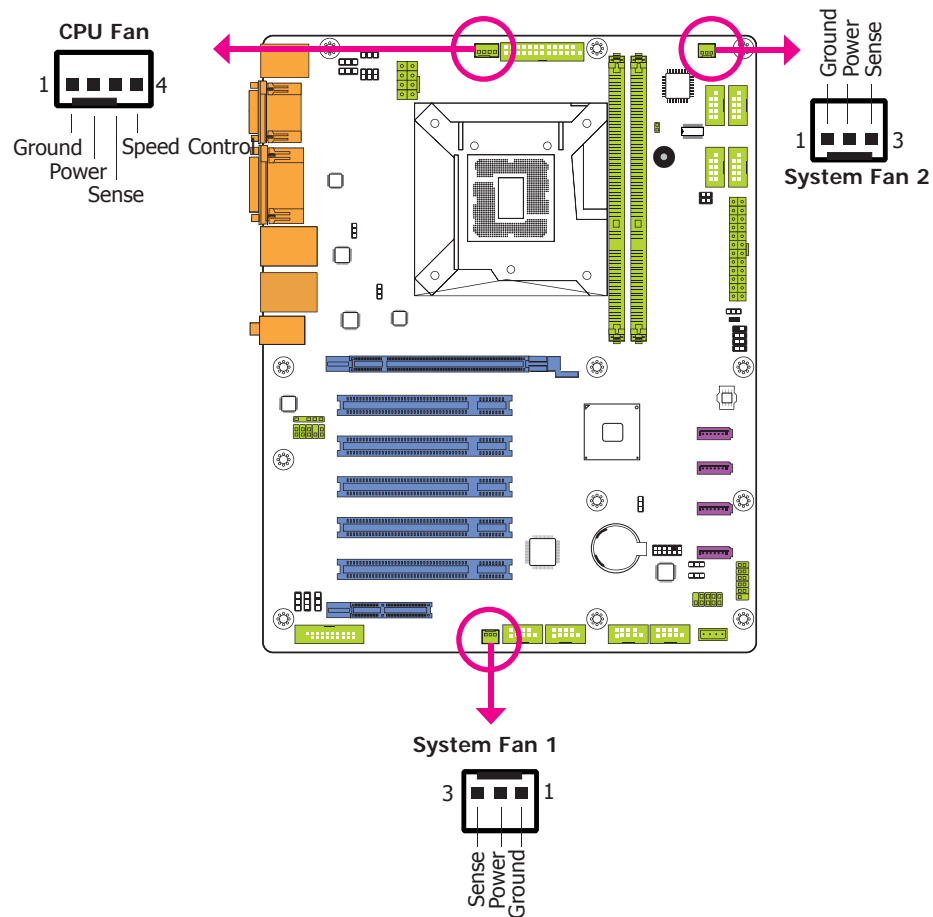 CPU Fan
1 4
Ground
Power
Sense
Speed Control
Ground
Power
Sense
1 3
System Fan 2
System Fan 1
3 1
Sense
Power
Ground